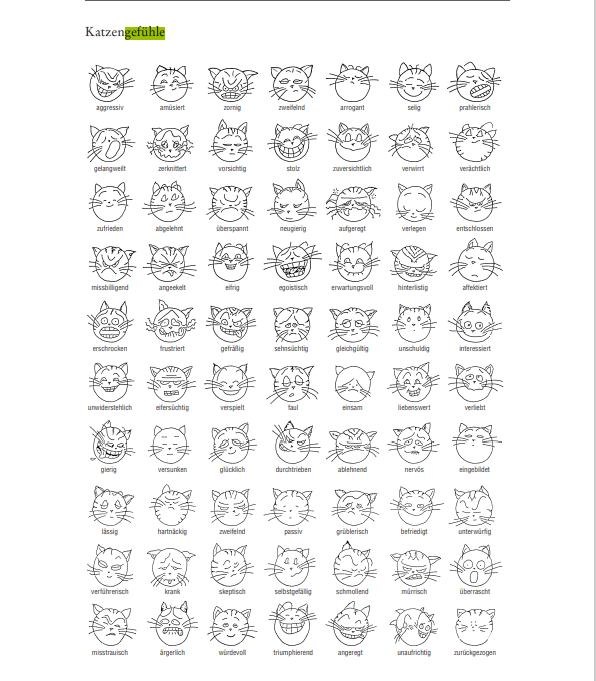 Katzengefühle
aggressiv amüsiert zornig zweifelnd arrogant selig prahlerisch
gelangweilt zerknittert vorsichtig stolz zuversichtlich verwirrt verächtlich
zufrieden abgelehnt überspannt neugierig aufgeregt verlegen entschlossen
missbilligend angeekelt eifrig egoistisch erwartungsvoll hinterlistig affektiert
erschrocken frustriert gefräßig sehnsüchtig gleichgültig unschuldig interessiert
unwiderstehlich eifersüchtig verspielt faul einsam liebenswert verliebt
gierig versunken glücklich durchtrieben ablehnend nervös eingebildet
lässig hartnäckig zweifelnd passiv grüblerisch befriedigt unterwürfig
verführerisch krank skeptisch selbstgefällig schmollend mürrisch überrascht
misstrauisch ärgerlich würdevoll triumphierend angeregt unaufrichtig zurückgezogen